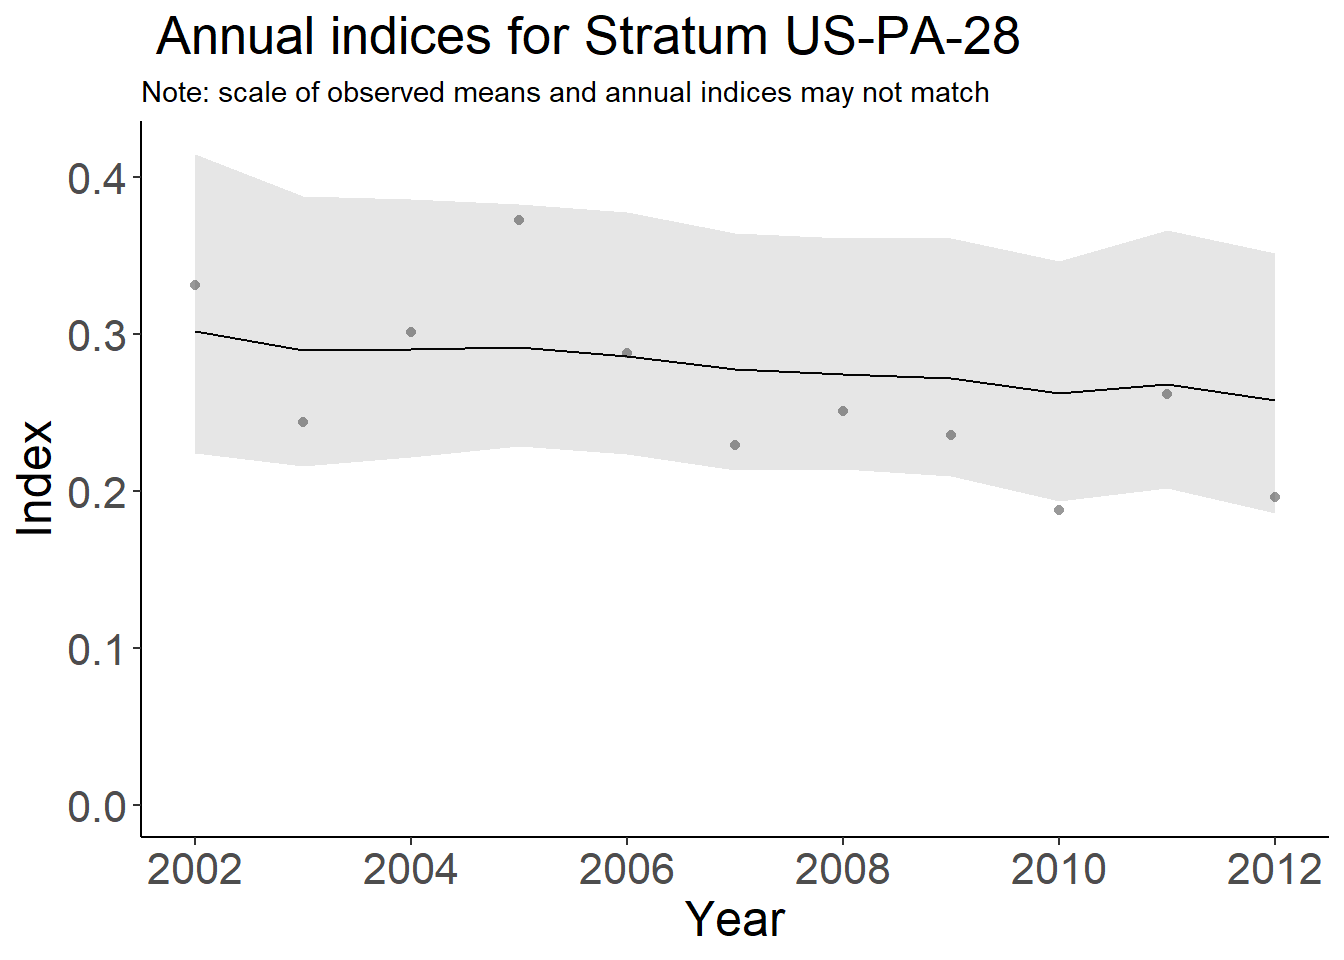 Annual indices for Stratum US-PA-28
Note: scale of observed means and annual indices may not match
0.4
0.3
0.2
0.1
0.0
Index
2002 2004 2006 2008 2010 2012
Year